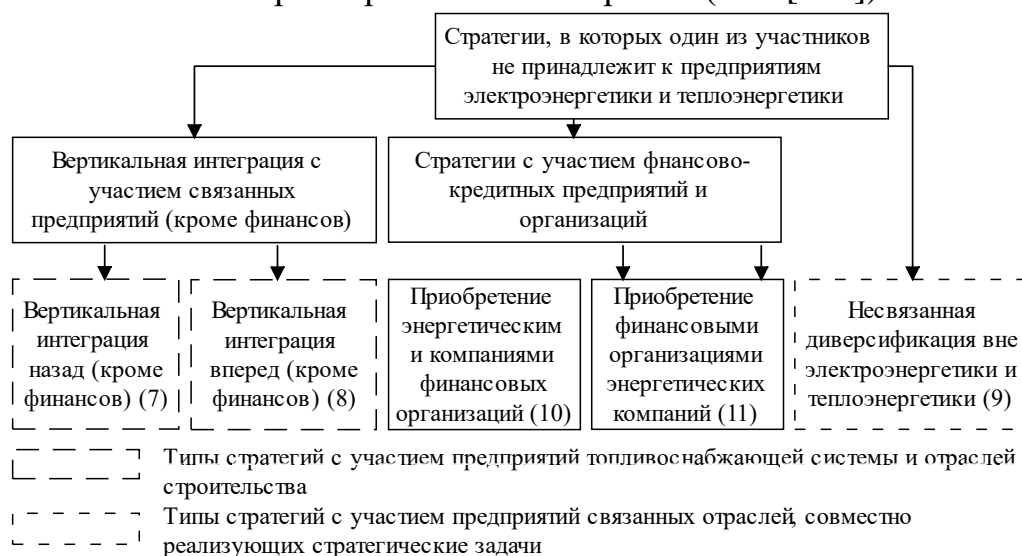 Стратегии, в которых один из участников
не принадлежит к предприятиям
электроэнергетики и теплоэнергетики
Вертикальная интеграция с
участием связанных
предприятий (кроме финансов)
Стратегии с участием фнансово-
кредитных предприятий и
организаций
Вертикальная
интеграция
назад (кроме
финансов) (7)
Вертикальная
интеграция
вперед (кроме
финансов) (8)
Приобретение
энергетическим
и компаниями
финансовых
организаций (10)
Приобретение
финансовыми
организациями
энергетических
компаний (11)
Несвязанная
диверсификация вне
электроэнергетики и
теплоэнергетики (9)
Типы стратегий с участием предприятий топливоснабжающей системы и отраслей
строительства
Типы стратегий с участием предприятий связанных отраслей, совместно
реализующих стратегические задачи